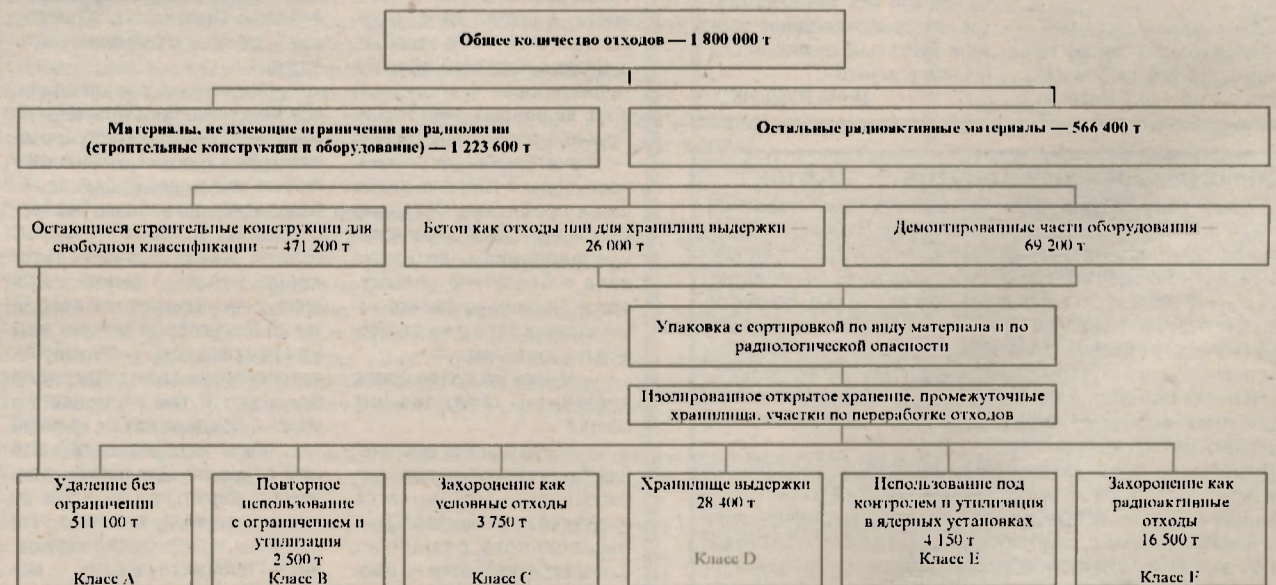 Общее количество отходов — 1 800 000 т
Материалы, не имеющие ограничений по радиологии
(строительные конструкции и оборудование) — 1 223 600 т
Остальные радиоактивные материалы — 566 400 т
Остающиеся строительные конструкции для
свободной классификации — 471 200 т
Бетон как отходы или для хранилищ выдержки —
26 000 т
Демонтированные части оборудования —
69 200 т
Упаковка с сортировкой по виду материала и по
радиологической опасности
Изолированное открытое хранение, промежуточные
хранилища, участки по переработке отходов
Удаление без
ограничений
511 100 т
Класс A
Повторное
использование
с ограничением и
утилизация
2 500 т
Класс B
Захоронение как
условные отходы
3 750 т
Класс C
Хранилище выдержки
28 400 т
Класс D
Использование под
контролем и утилизация
в ядерных установках
4 150 т
Класс E
Захоронение как
радиоактивные
отходы
16 500 т
Класс F